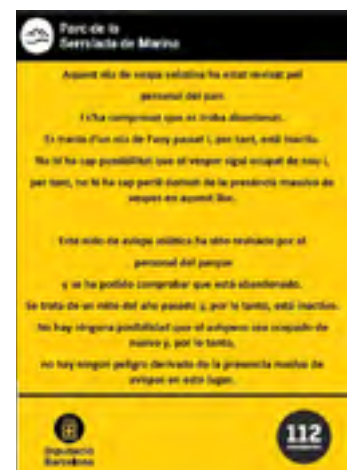 Parc de la
Serralada de Marina
Aquest niu de vespa velutina ha estat revisat pel
personal del parc
i s'ha comprovat que es troba abandonat.
Es tracta d'un niu de l'any passat i, per tant, està inactiu.
No hi ha cap possibilitat que el vesper sigui ocupat de nou i,
per tant, no hi ha cap perill derivat de la presència massiva de
vespes en aquest lloc.
Este nido de avispa asiática ha sido revisado por el
personal del parque
y se ha podido comprobar que está abandonado.
Se trata de un nido del año pasado y, por lo tanto, está inactivo.
No hay ninguna posibilidad que el avispero sea ocupado de
nuevo y, por lo tanto,
no hay ningún peligro derivado de la presencia masiva de
avispas en este lugar.
Diputació
Barcelona
112